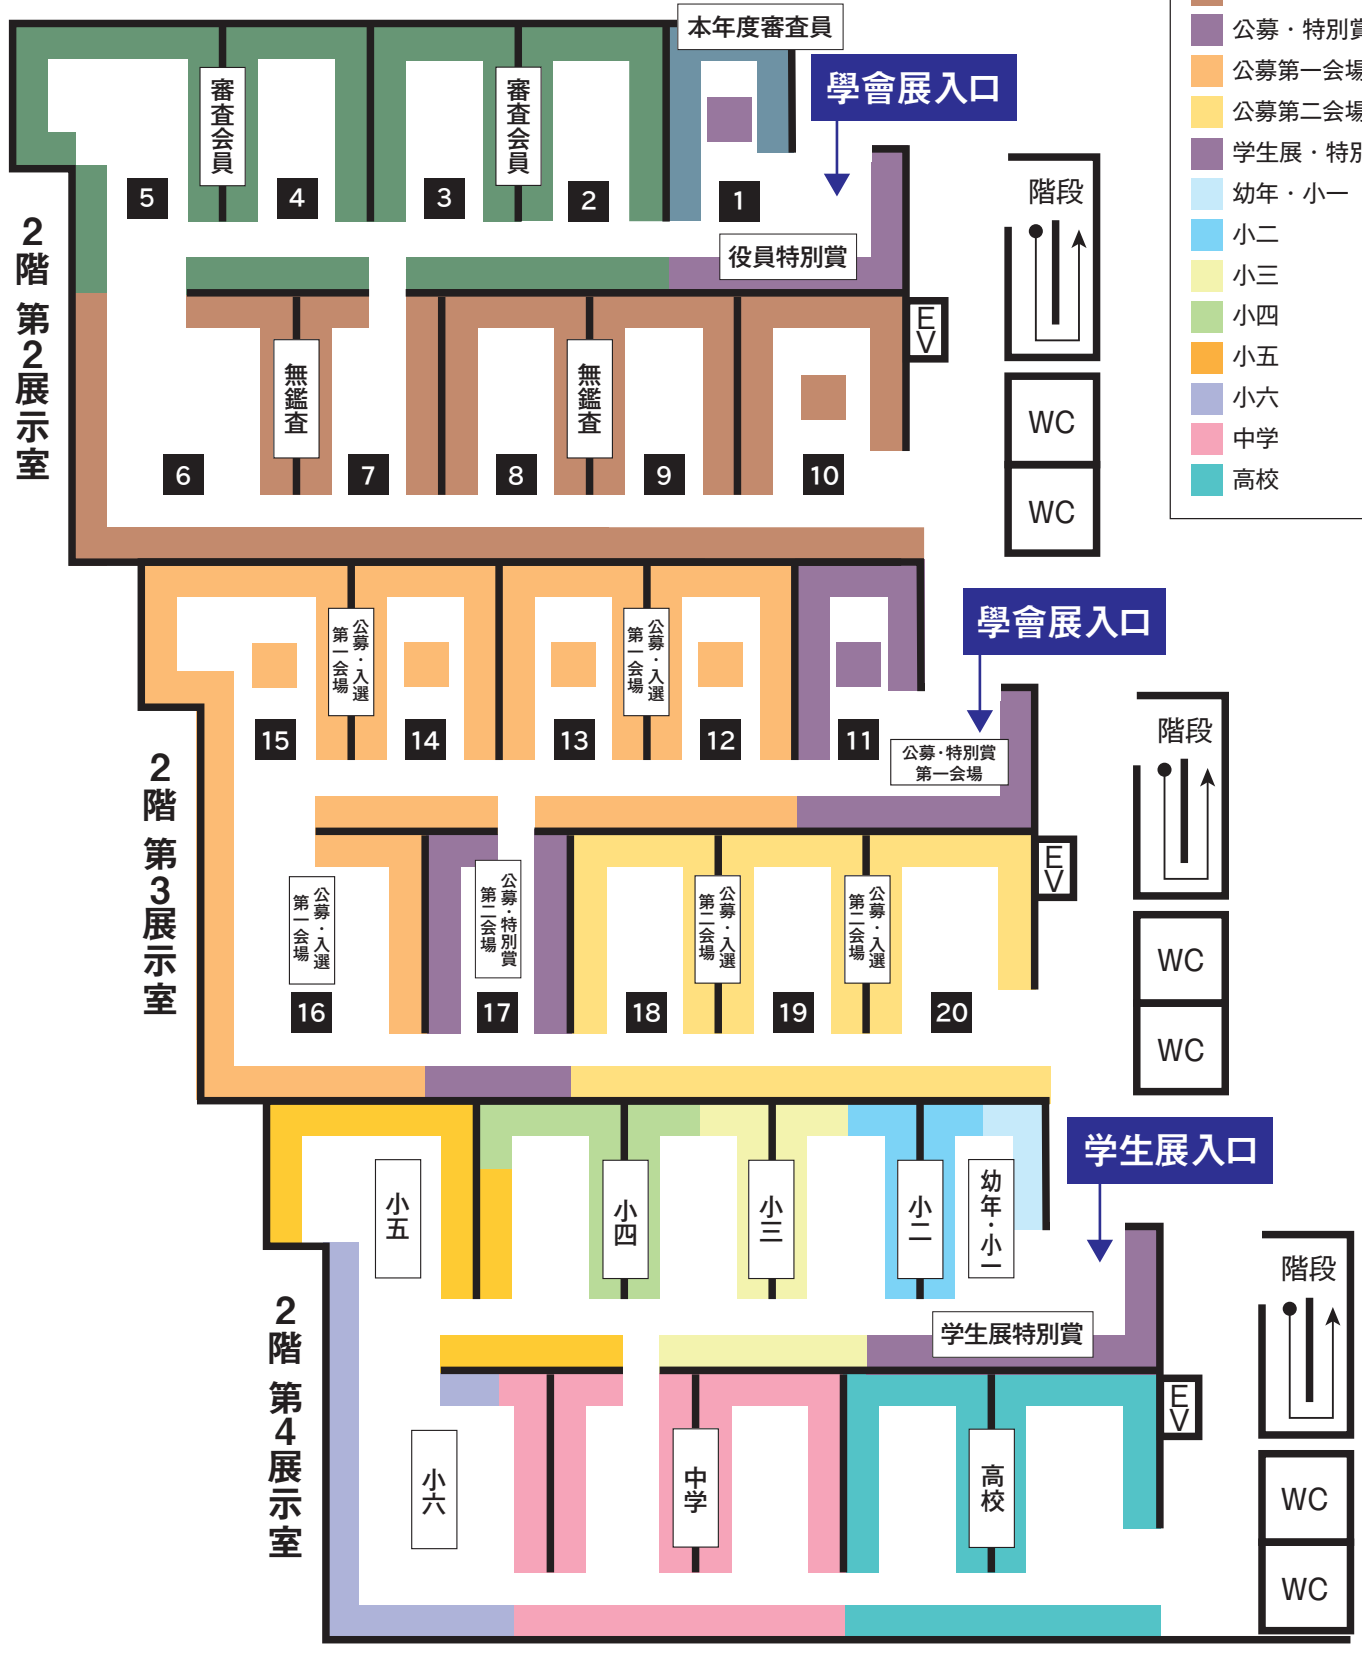 本年度審査員
學會展入口
審査会員
審査会員
5
4
3
2
1
役員特別賞
2階 第2展示室
無鑑査
無鑑査
6
7
8
9
10
EV
階段
WC
WC
公募・特別賞
公募第一会場
公募第二会場
学生展・特別
幼年・小一
小二
小三
小四
小五
小六
中学
高校
學會展入口
公募・入選
第一会場
公募・入選
第一会場
15
14
13
12
11
公募・特別賞
第一会場
2階 第3展示室
公募・入選
第一会場
公募・特別賞
第二会場
公募・入選
第二会場
公募・入選
第二会場
16
17
18
19
20
EV
階段
WC
WC
学生展入口
小五
小四
小三
小二
幼年・小一
学生展特別賞
2階 第4展示室
小六
中学
高校
EV
階段
WC
WC